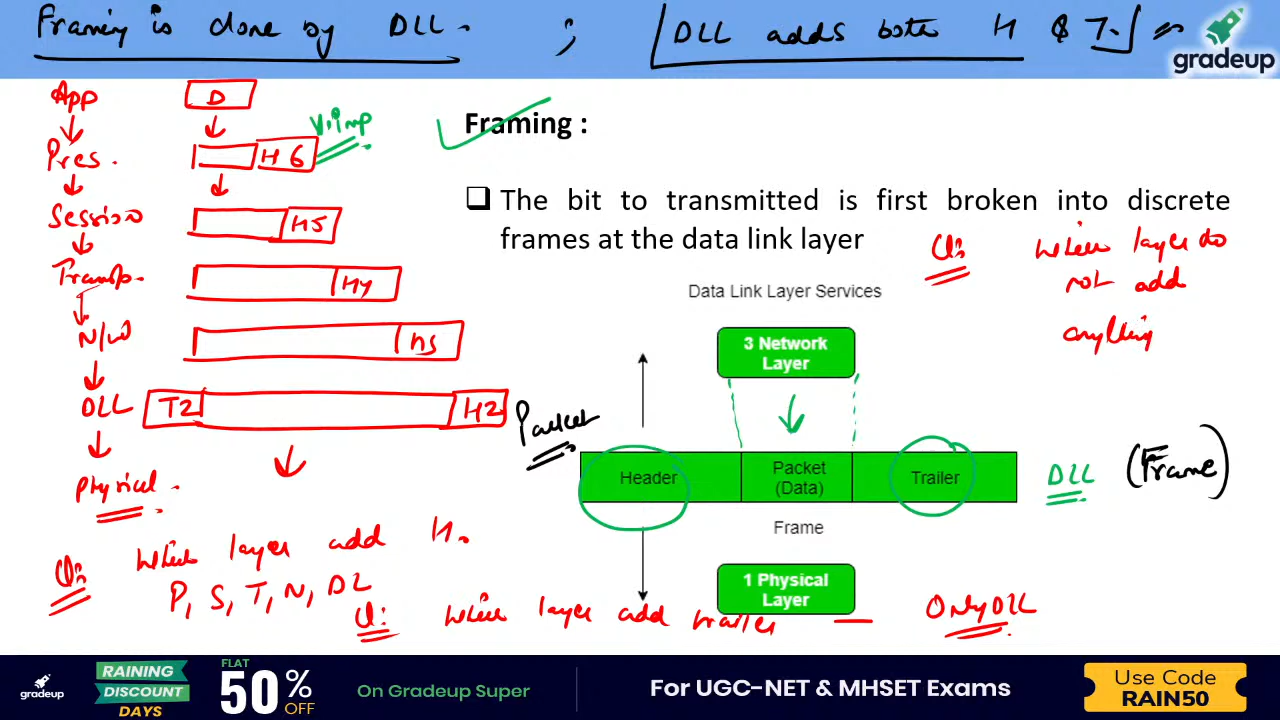 Framing is done by DLL. ; DLL adds both H & T.
gradeup
App D
V. imp
Pres. H6
Session H5
Transp. H4
N/W h3
DLL T2 H2
Physical.
Framing :
The bit to transmitted is first broken into discrete
frames at the data link layer
Q: which layer do
not add
anything
Data Link Layer Services
3 Network
Layer
Packet
Header
Packet
(Data)
Trailer
DLL (Frame)
Frame
1 Physical
Layer
Q: which layer add H.
P, S, T, N, DL
Q: which layer add trailer — Only DLL
gradeup
RAINING
DISCOUNT
DAYS
FLAT
50%
OFF
On Gradeup Super
For UGC-NET & MHSET Exams
Use Code
RAIN50